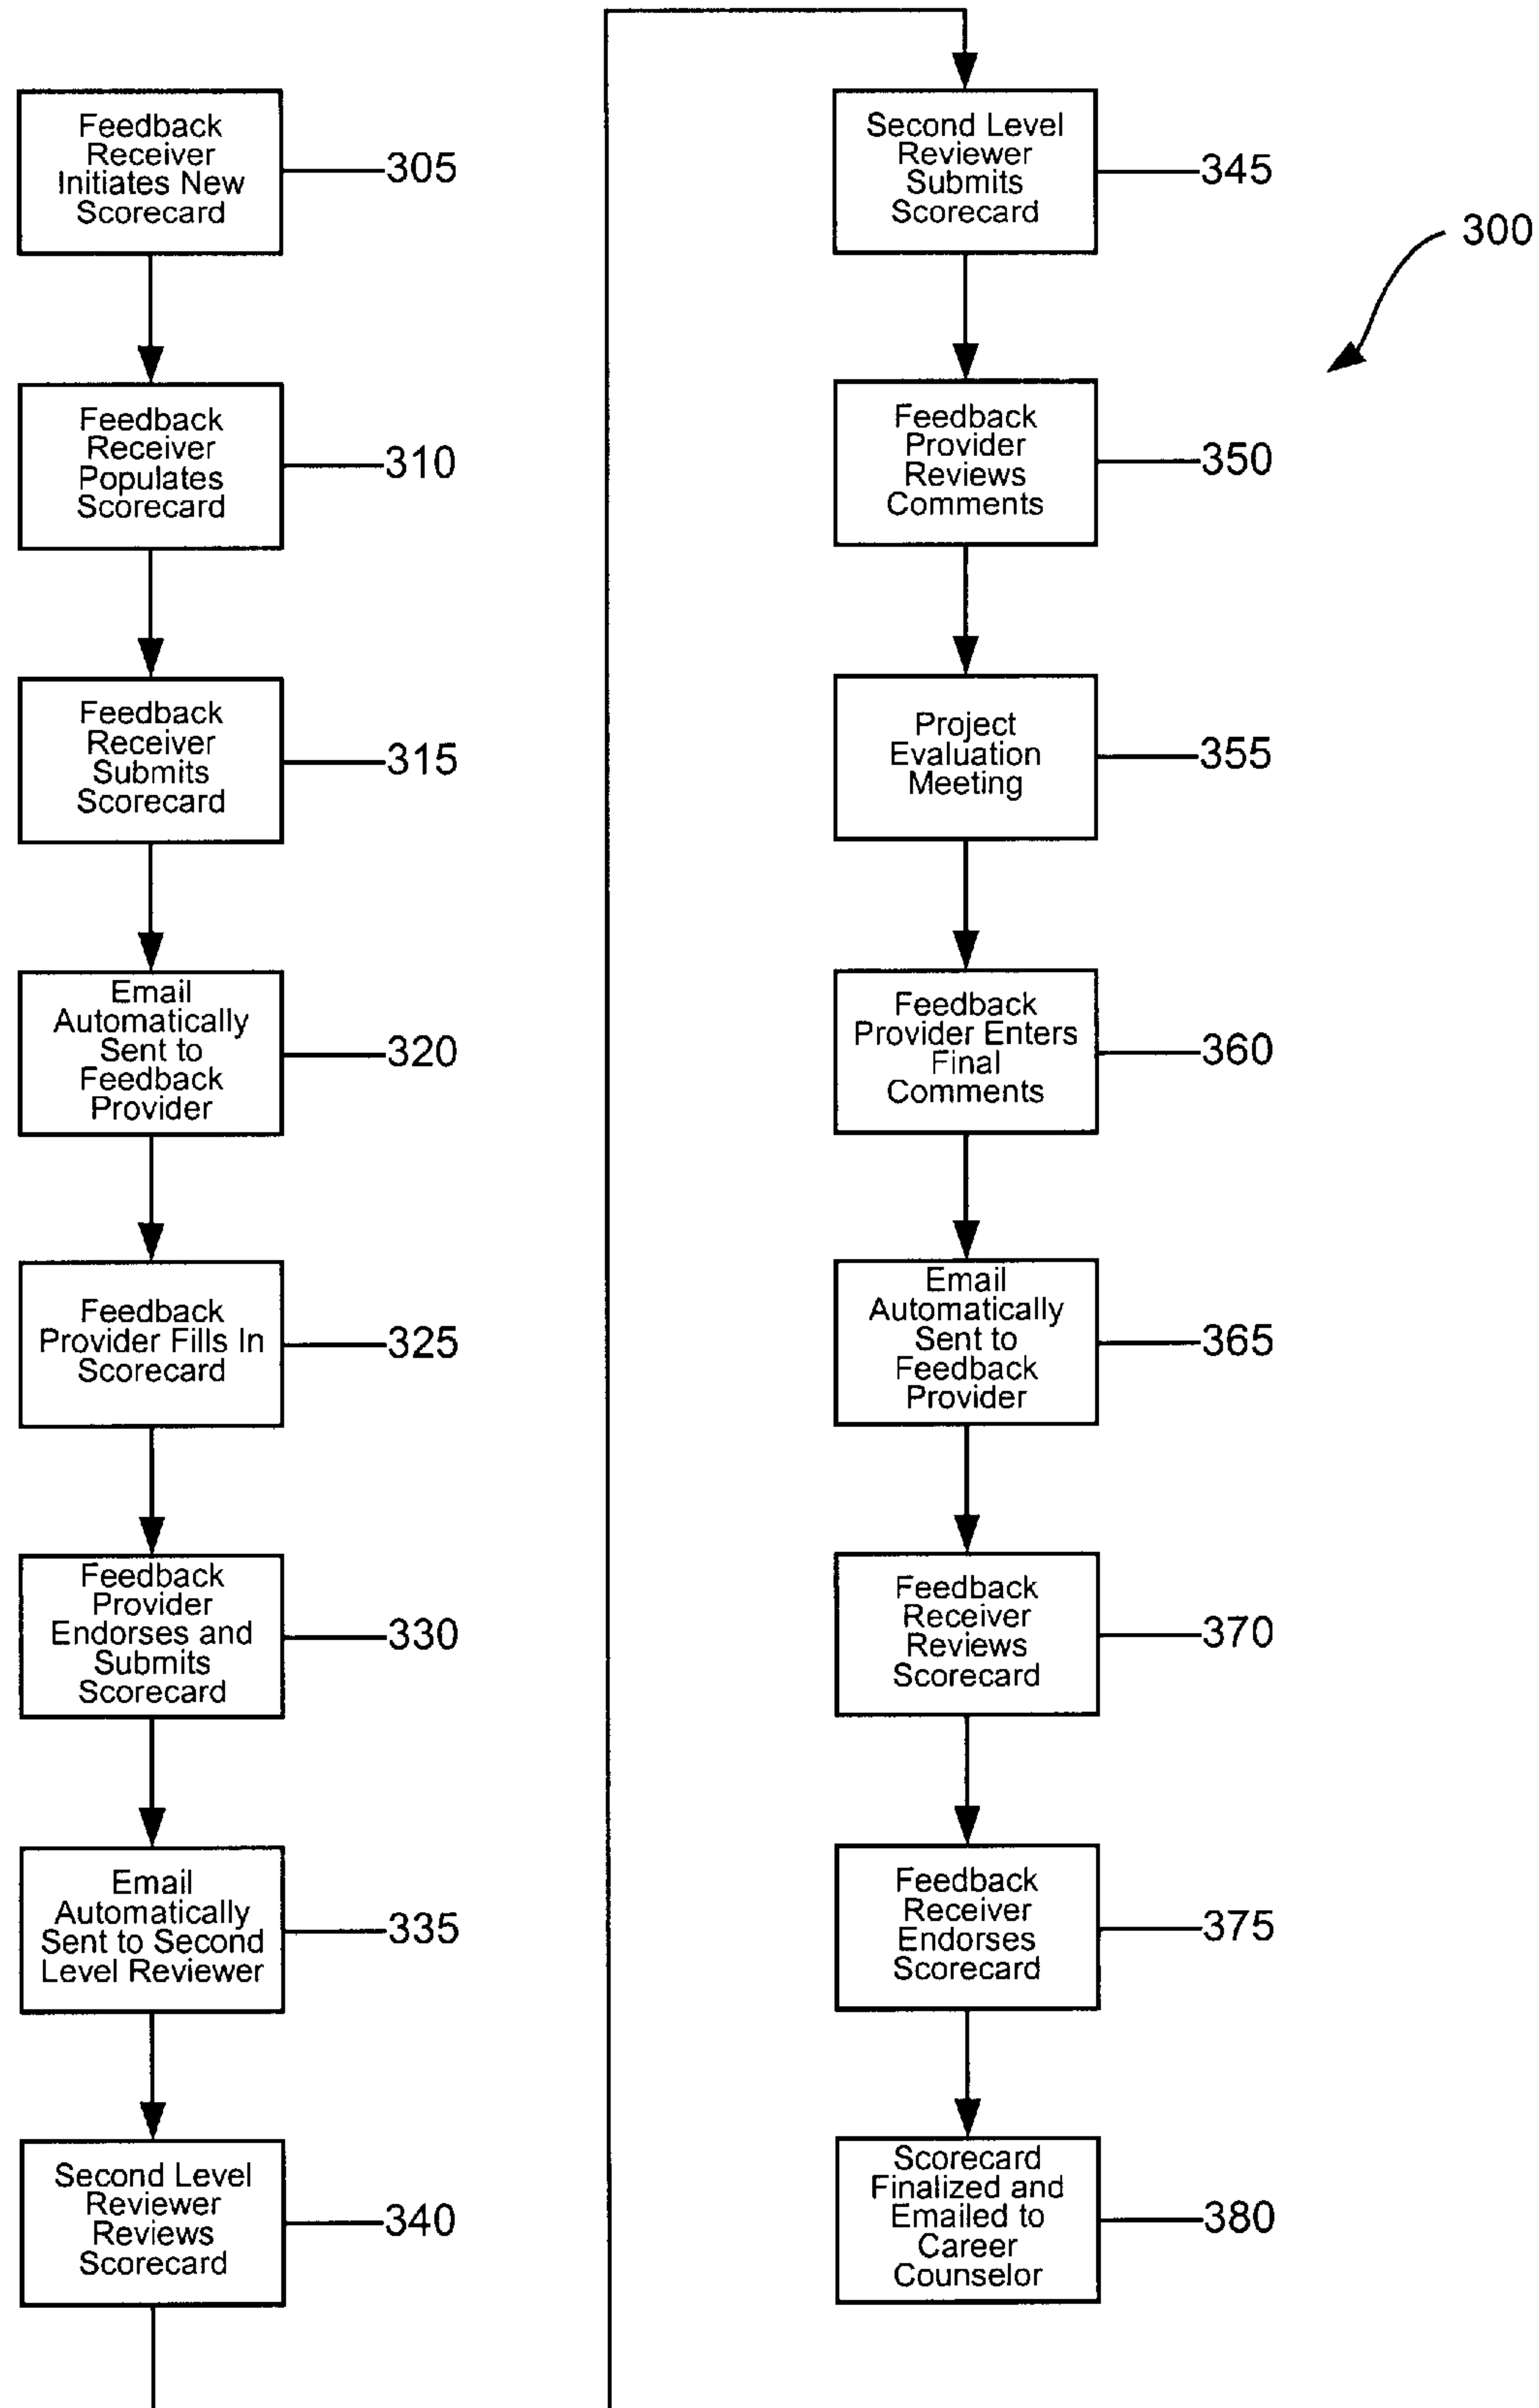 Feedback
Receiver
Initiates New
Scorecard
305
Feedback
Receiver
Populates
Scorecard
310
Feedback
Receiver
Submits
Scorecard
315
Email
Automatically
Sent to
Feedback
Provider
320
Feedback
Provider Fills In
Scorecard
325
Feedback
Provider
Endorses and
Submits
Scorecard
330
Email
Automatically
Sent to Second
Level Reviewer
335
Second Level
Reviewer
Reviews
Scorecard
340
Second Level
Reviewer
Submits
Scorecard
345
300
Feedback
Provider
Reviews
Comments
350
Project
Evaluation
Meeting
355
Feedback
Provider Enters
Final
Comments
360
Email
Automatically
Sent to
Feedback
Provider
365
Feedback
Receiver
Reviews
Scorecard
370
Feedback
Receiver
Endorses
Scorecard
375
Scorecard
Finalized and
Emailed to
Career
Counselor
380